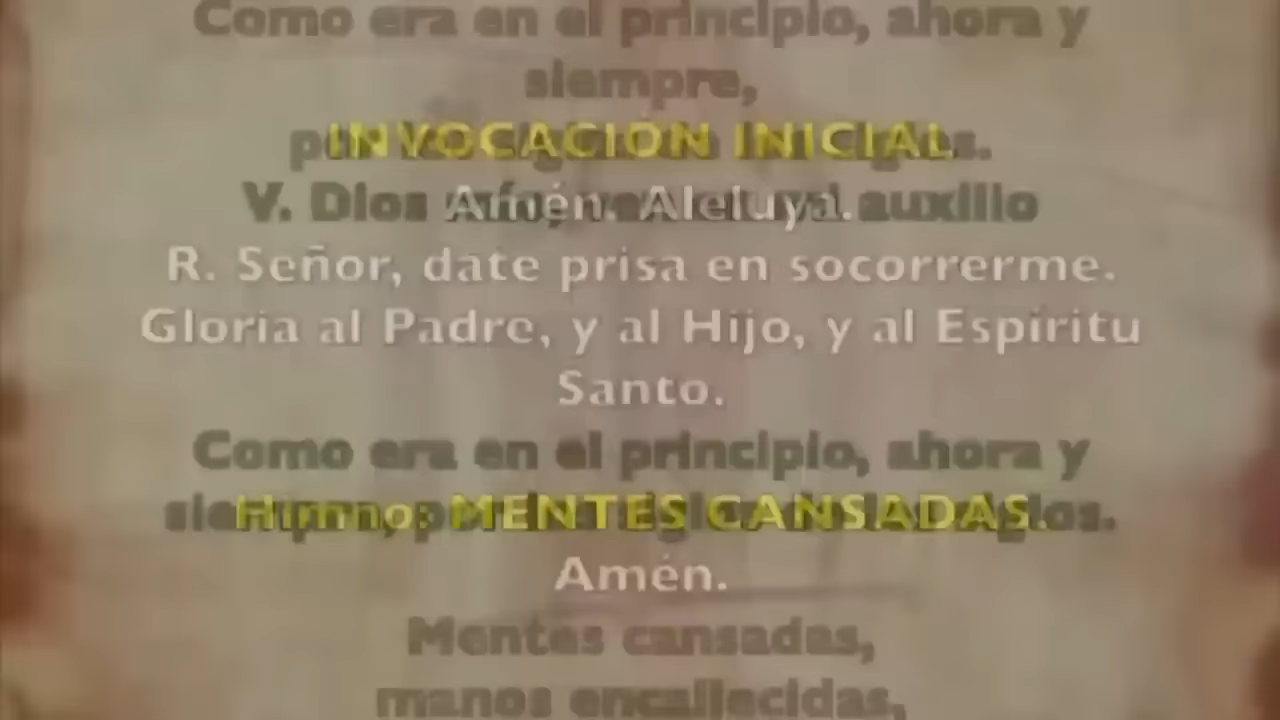 Como era en el principio, ahora y
siempre,
INVOCACIÓN INICIAL
V. Dios auxilio
Amén. Aleluya.
R. Señor, date prisa en socorrerme.
Gloria al Padre, y al Hijo, y al Espíritu
Santo.
Como era en el principio, ahora y
Himno: MENTES CANSADAS.
Amén.
Mentes cansadas,
manos encallecidas,